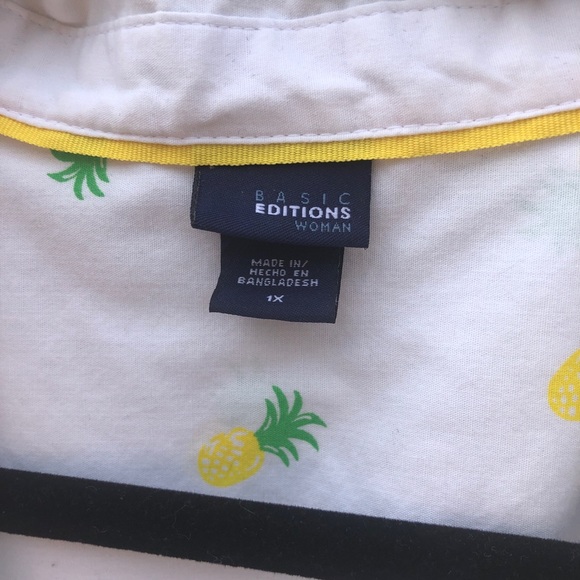 BASIC
EDITIONS
WOMAN
MADE IN/
HECHO EN
BANGLADESH
1X